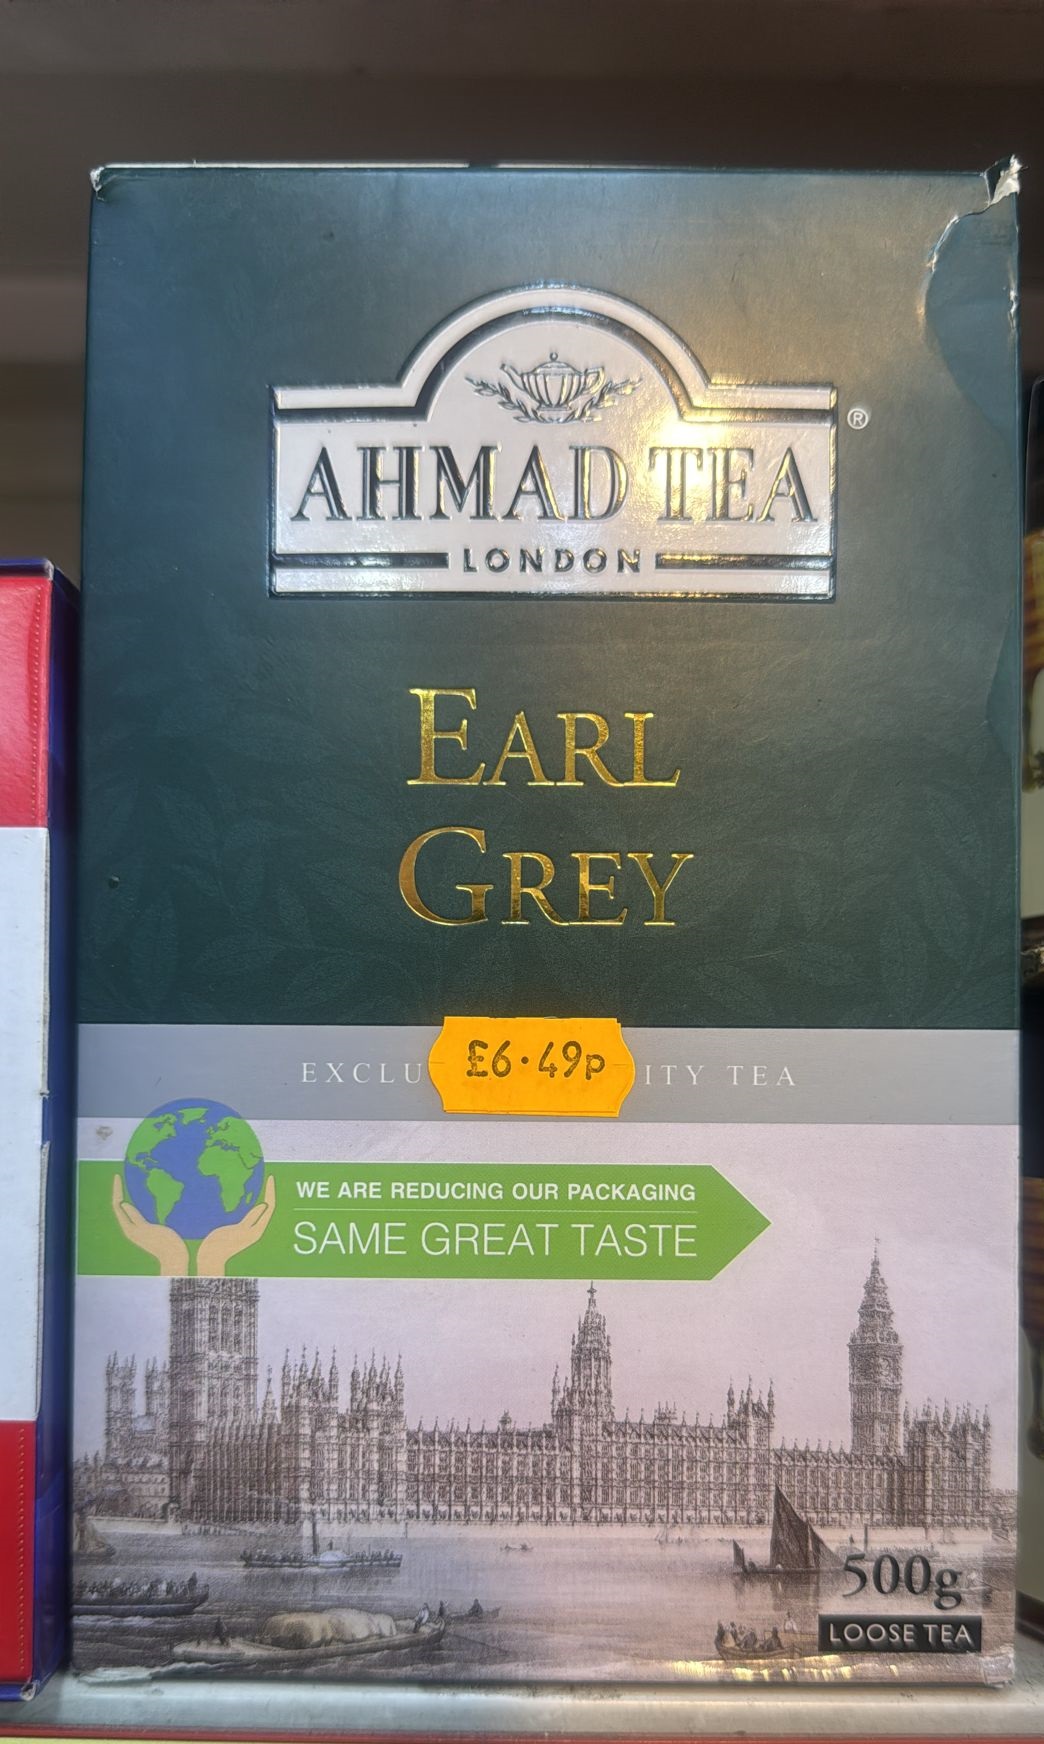 AHMAD TEA
®
LONDON
EARL
GREY
£6.49p
EXCLU ITY TEA
WE ARE REDUCING OUR PACKAGING
SAME GREAT TASTE
500g
LOOSE TEA